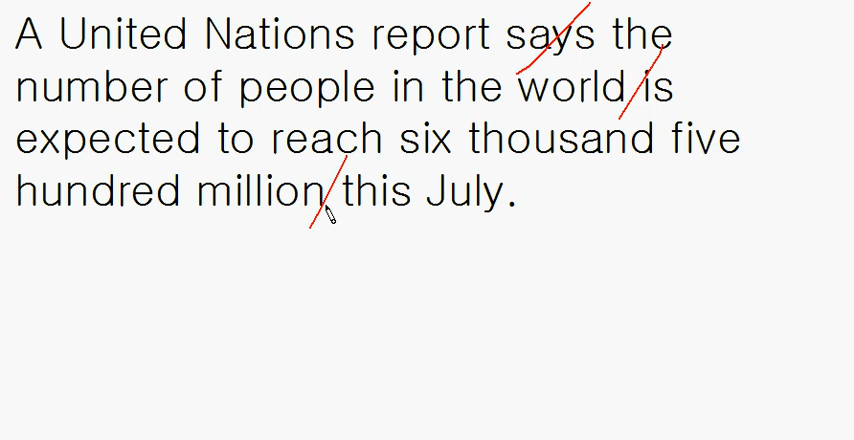 A United Nations report says the
number of people in the world is
expected to reach six thousand five
hundred million this July.